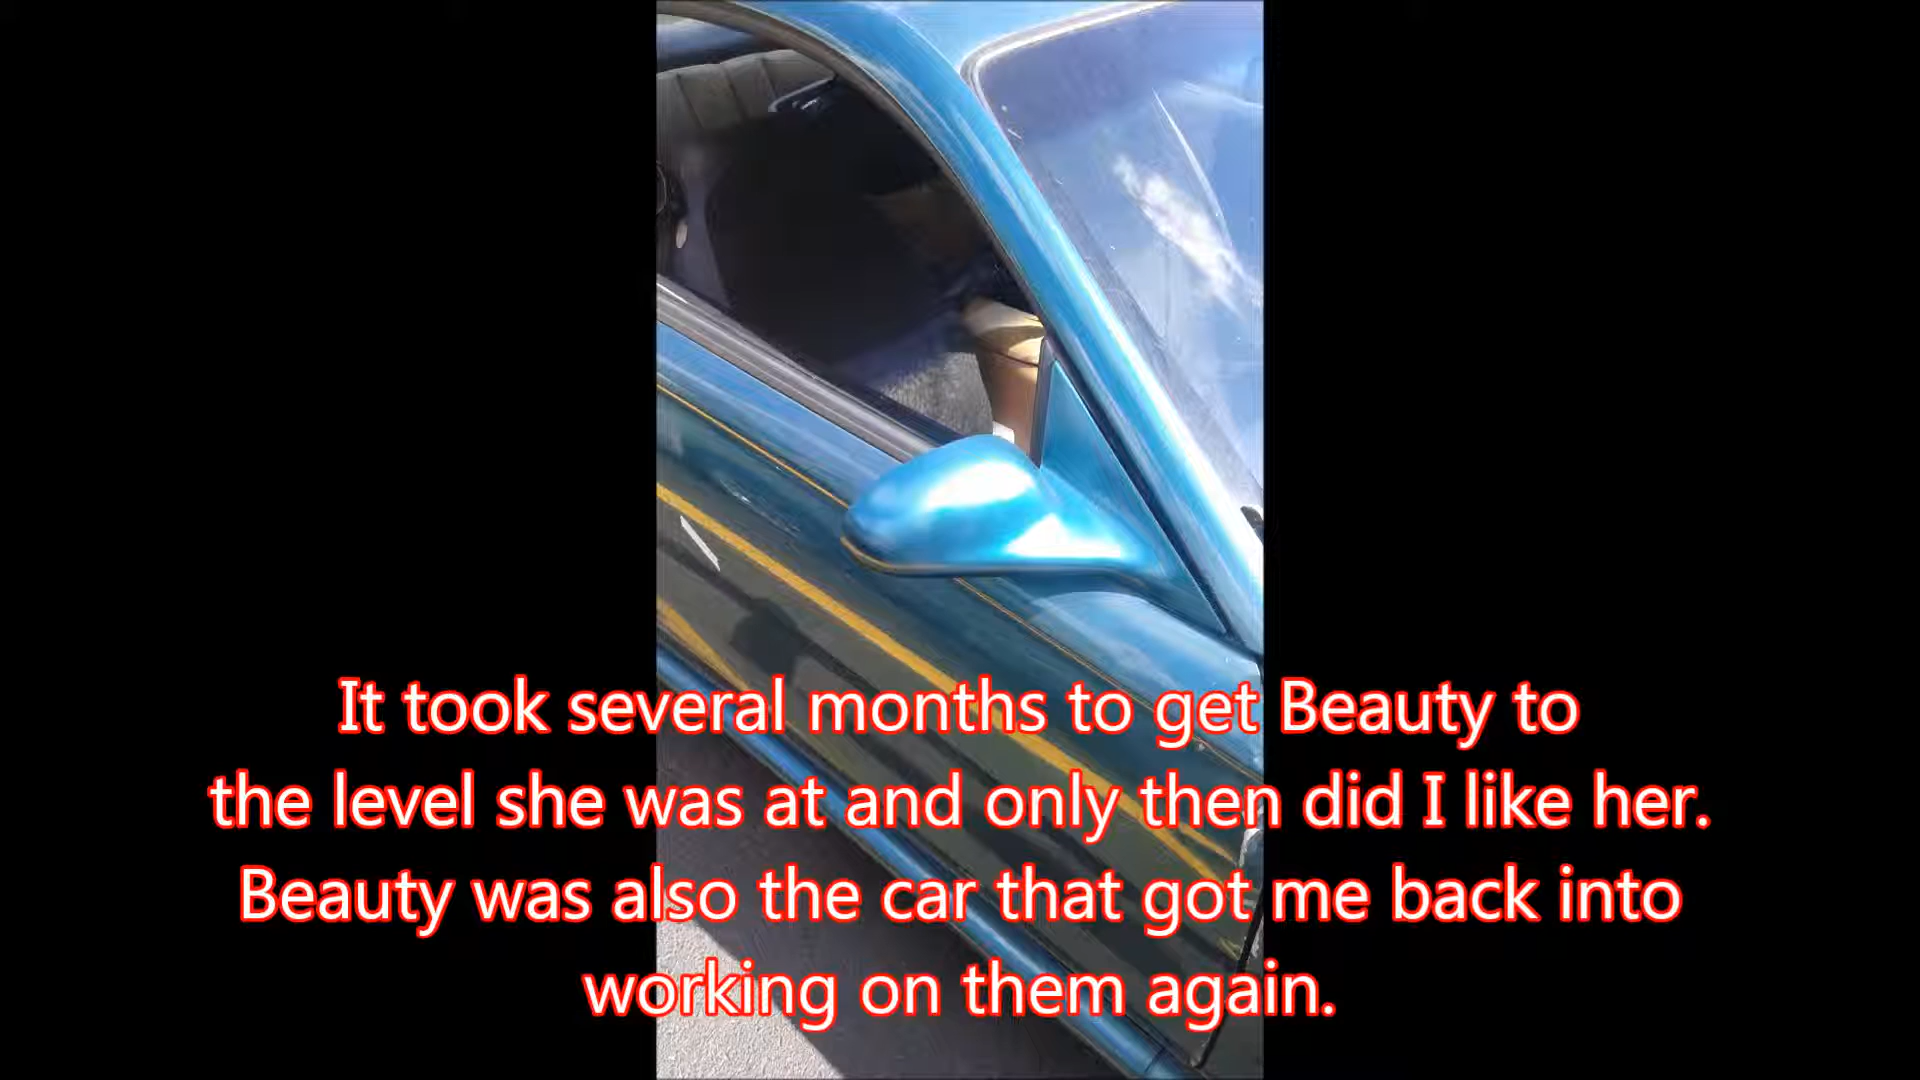 It took several months to get Beauty to
the level she was at and only then did I like her.
Beauty was also the car that got me back into
working on them again.